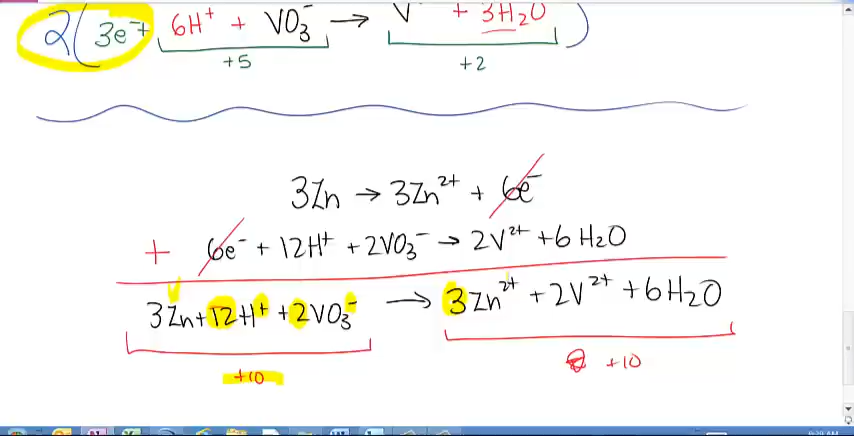 2(3e⁻+ 6H⁺ + VO₃⁻ → V + 3H₂O)
+5 +2
3Zn → 3Zn²⁺ + 6e⁻
+ 6e⁻ + 12H⁺ + 2VO₃⁻ → 2V²⁺ + 6H₂O
3Zn + 12H⁺ + 2VO₃⁻ → 3Zn²⁺ + 2V²⁺ + 6H₂O
+10 +10